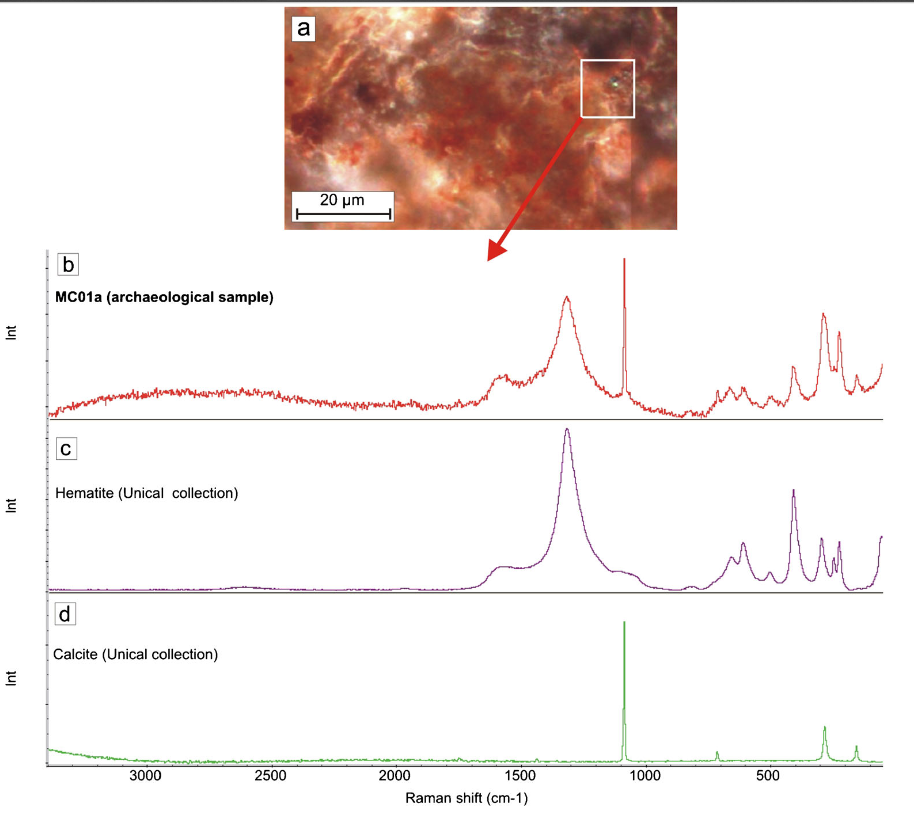 a
20 µm
b
MC01a (archaeological sample)
Int
c
Hematite (Unical collection)
Int
d
Calcite (Unical collection)
Int
3000 2500 2000 1500 1000 500
Raman shift (cm-1)